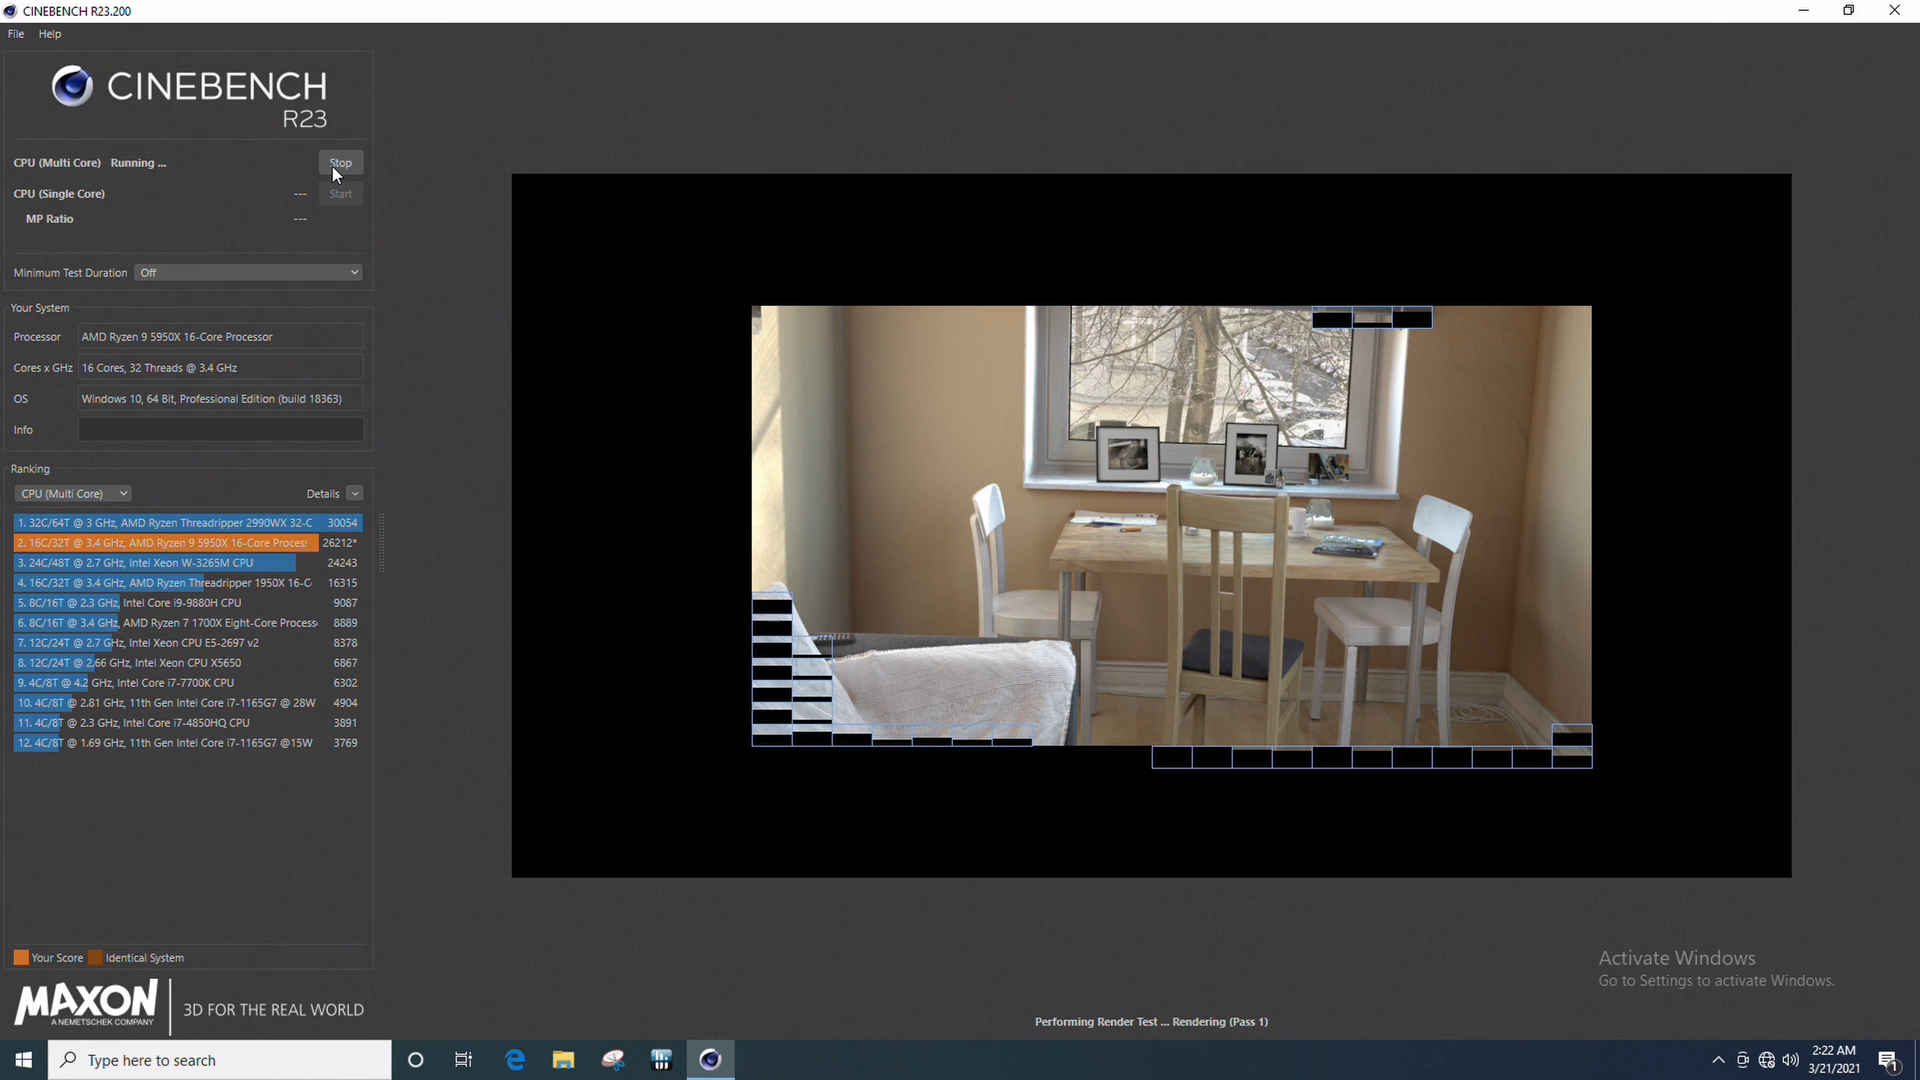 CINEBENCH R23.200
File Help
CINEBENCH
R23
CPU (Multi Core) Running ... Stop
CPU (Single Core) --- Start
MP Ratio ---
Minimum Test Duration Off
Your System
Processor AMD Ryzen 9 5950X 16-Core Processor
Cores x GHz 16 Cores, 32 Threads @ 3.4 GHz
OS Windows 10, 64 Bit, Professional Edition (build 18363)
Info
Ranking
CPU (Multi Core) Details
1. 32C/64T @ 3 GHz, AMD Ryzen Threadripper 2990WX 32-C 30054
2. 16C/32T @ 3.4 GHz, AMD Ryzen 9 5950X 16-Core Proces: 26212*
3. 24C/48T @ 2.7 GHz, Intel Xeon W-3265M CPU 24243
4. 16C/32T @ 3.4 GHz, AMD Ryzen Threadripper 1950X 16-C 16315
5. 8C/16T @ 2.3 GHz, Intel Core i9-9880H CPU 9087
6. 8C/16T @ 3.4 GHz, AMD Ryzen 7 1700X Eight-Core Process 8889
7. 12C/24T @ 2.7 GHz, Intel Xeon CPU E5-2697 v2 8378
8. 12C/24T @ 2.66 GHz, Intel Xeon CPU X5650 6867
9. 4C/8T @ 4.2 GHz, Intel Core i7-7700K CPU 6302
10. 4C/8T @ 2.81 GHz, 11th Gen Intel Core i7-1165G7 @ 28W 4904
11. 4C/8T @ 2.3 GHz, Intel Core i7-4850HQ CPU 3891
12. 4C/8T @ 1.69 GHz, 11th Gen Intel Core i7-1165G7 @15W 3769
Your Score Identical System
MAXON
A NEMETSCHEK COMPANY
3D FOR THE REAL WORLD
Performing Render Test ... Rendering (Pass 1)
Activate Windows
Go to Settings to activate Windows.
Type here to search
2:22 AM
3/21/2021
1